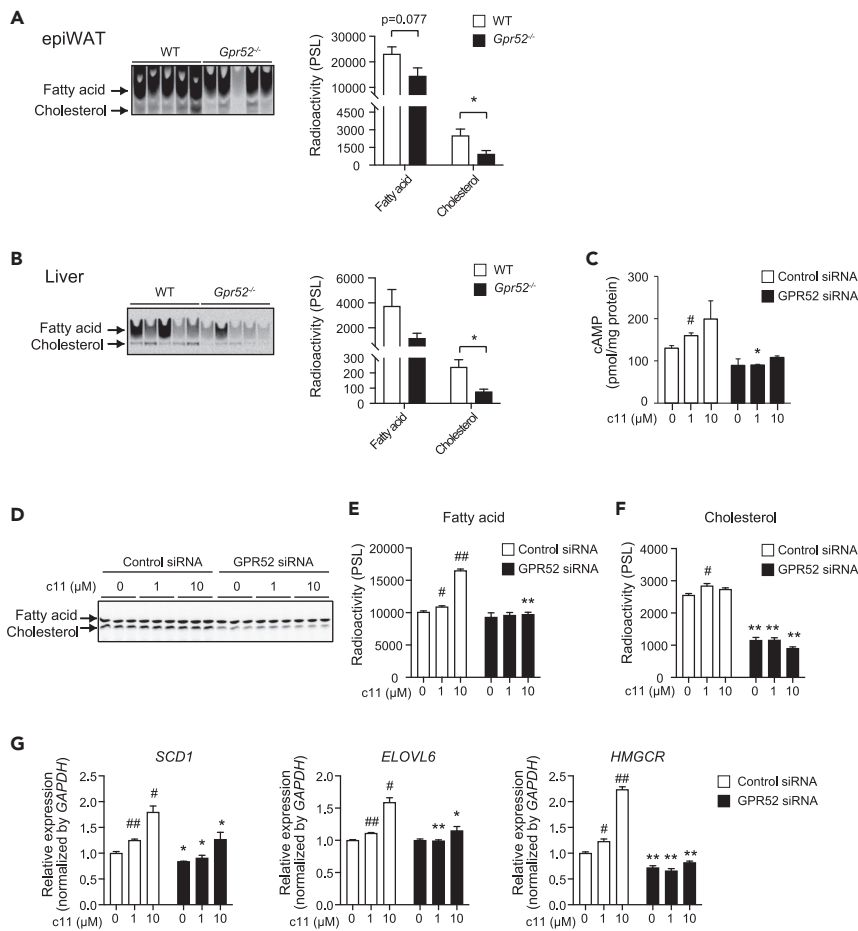 A
epiWAT
WT Gpr52-/-
Fatty acid
Cholesterol
Radioactivity (PSL)
30000
20000
10000
4500
3000
1500
0
p=0.077
*
Fatty acid
Cholesterol
WT
Gpr52-/-
B
Liver
WT Gpr52-/-
Fatty acid
Cholesterol
Radioactivity (PSL)
6000
4000
2000
300
200
100
0
*
Fatty acid
Cholesterol
WT
Gpr52-/-
C
Control siRNA
GPR52 siRNA
cAMP
(pmol/mg protein)
300
200
100
0
# *
c11 (µM) 0 1 10 0 1 10
D
Control siRNA GPR52 siRNA
c11 (µM) 0 1 10 0 1 10
Fatty acid
Cholesterol
E
Fatty acid
Control siRNA
GPR52 siRNA
Radioactivity (PSL)
20000
15000
10000
5000
0
# ## **
c11 (µM) 0 1 10 0 1 10
F
Cholesterol
Control siRNA
GPR52 siRNA
Radioactivity (PSL)
4000
3000
2000
1000
0
# ** ** **
c11 (µM) 0 1 10 0 1 10
G
SCD1
Relative expression
(normalized by GAPDH)
2.5
2.0
1.5
1.0
0.5
0.0
## # * * *
c11 (µM) 0 1 10 0 1 10
ELOVL6
Relative expression
(normalized by GAPDH)
2.5
2.0
1.5
1.0
0.5
0.0
## # ** *
c11 (µM) 0 1 10 0 1 10
HMGCR
Relative expression
(normalized by GAPDH)
2.5
2.0
1.5
1.0
0.5
0.0
# ## ** ** **
c11 (µM) 0 1 10 0 1 10
Control siRNA
GPR52 siRNA